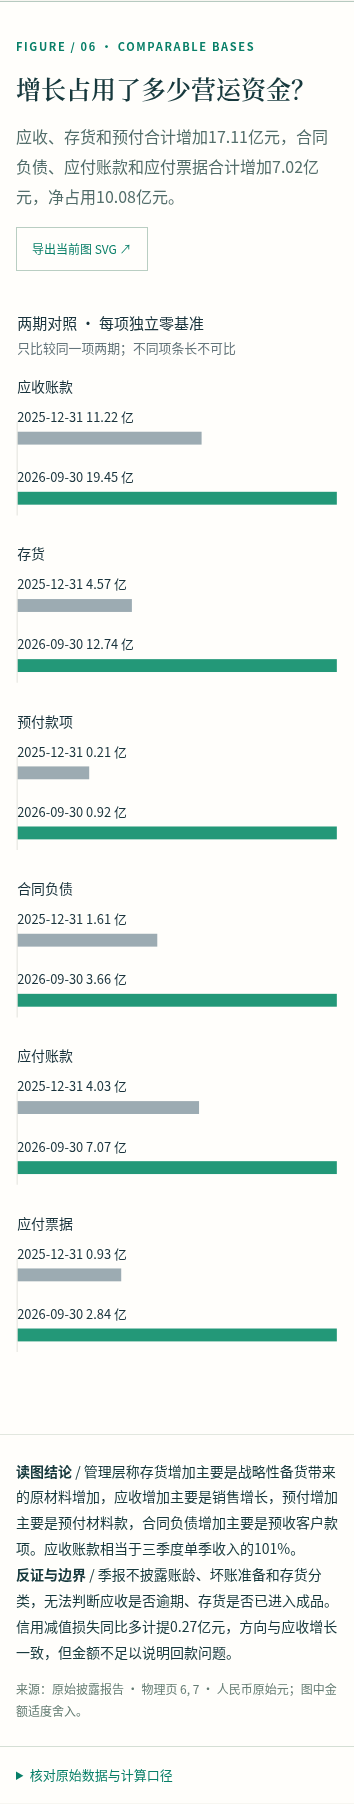 FIGURE / 06 · COMPARABLE BASES
增长占用了多少营运资金？
应收、存货和预付合计增加17.11亿元，合同
负债、应付账款和应付票据合计增加7.02亿
元，净占用10.08亿元。
导出当前图 SVG ↗
两期对照 · 每项独立零基准
只比较同一项两期；不同项条长不可比
应收账款
2025-12-31 11.22 亿
2026-09-30 19.45 亿
存货
2025-12-31 4.57 亿
2026-09-30 12.74 亿
预付款项
2025-12-31 0.21 亿
2026-09-30 0.92 亿
合同负债
2025-12-31 1.61 亿
2026-09-30 3.66 亿
应付账款
2025-12-31 4.03 亿
2026-09-30 7.07 亿
应付票据
2025-12-31 0.93 亿
2026-09-30 2.84 亿
读图结论 / 管理层称存货增加主要是战略性备货带来
的原材料增加，应收增加主要是销售增长，预付增加
主要是预付材料款，合同负债增加主要是预收客户款
项。应收账款相当于三季度单季收入的101%。
反证与边界 / 季报不披露账龄、坏账准备和存货分
类，无法判断应收是否逾期、存货是否已进入成品。
信用减值损失同比多计提0.27亿元，方向与应收增长
一致，但金额不足以说明回款问题。
来源：原始披露报告 · 物理页 6, 7 · 人民币原始元；图中金
额适度舍入。
▶ 核对原始数据与计算口径